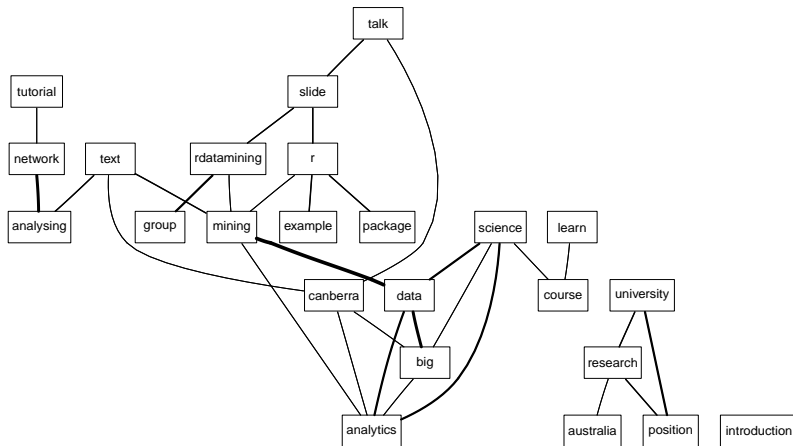 talk
tutorial
slide
network
text
rdatamining
r
analysing
group
mining
example
package
science
learn
canberra
data
course
university
big
research
analytics
australia
position
introduction